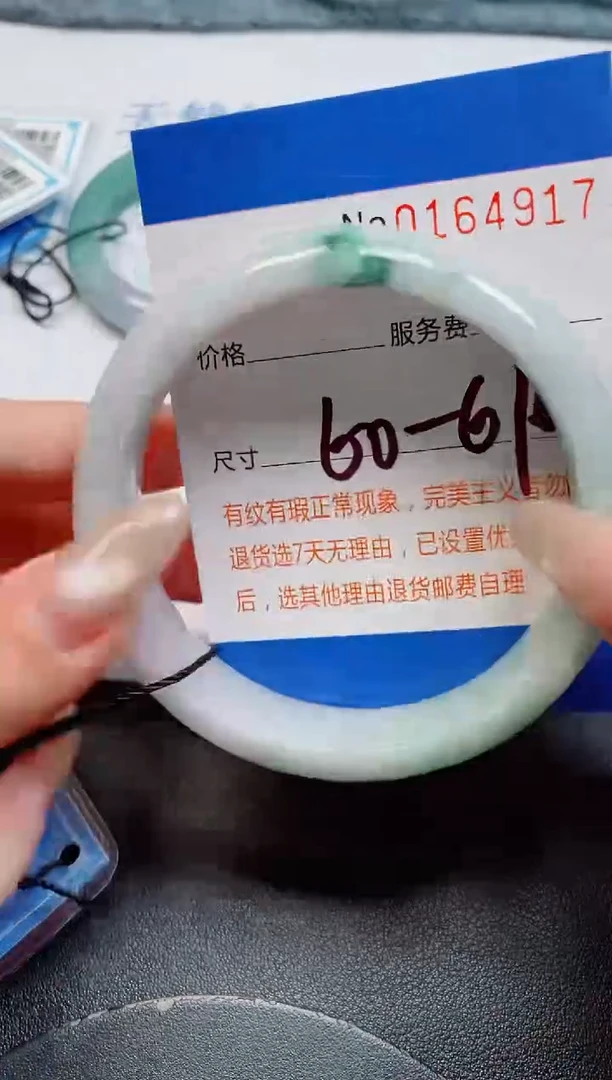 No0164917
价格 服务费
尺寸 60-61
有纹有瑕正常现象，完美主义者勿
退货选7天无理由，已设置优
后，选其他理由退货邮费自理